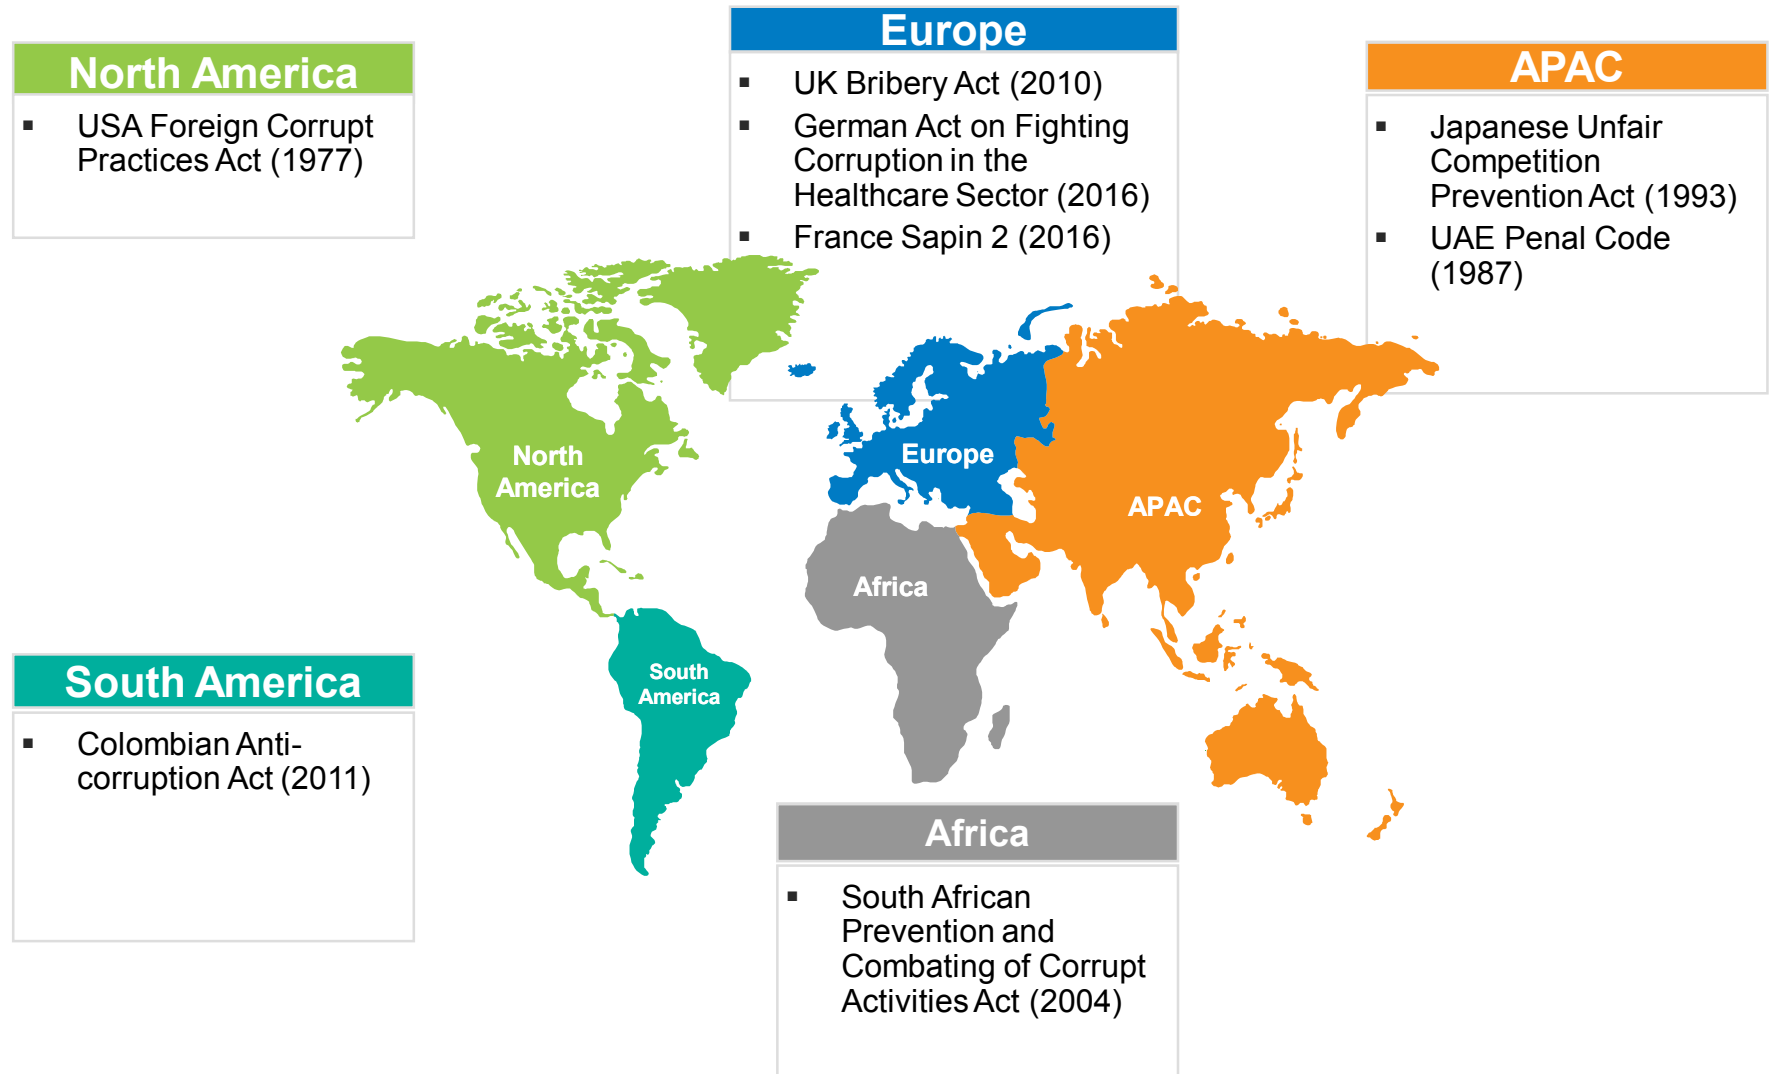 North America
▪ USA Foreign Corrupt
Practices Act (1977)
Europe
▪ UK Bribery Act (2010)
▪ German Act on Fighting
Corruption in the
Healthcare Sector (2016)
▪ France Sapin 2 (2016)
APAC
▪ Japanese Unfair
Competition
Prevention Act (1993)
▪ UAE Penal Code
(1987)
North
America
Europe
APAC
Africa
South
America
South America
▪ Colombian Anti-
corruption Act (2011)
Africa
▪ South African
Prevention and
Combating of Corrupt
Activities Act (2004)